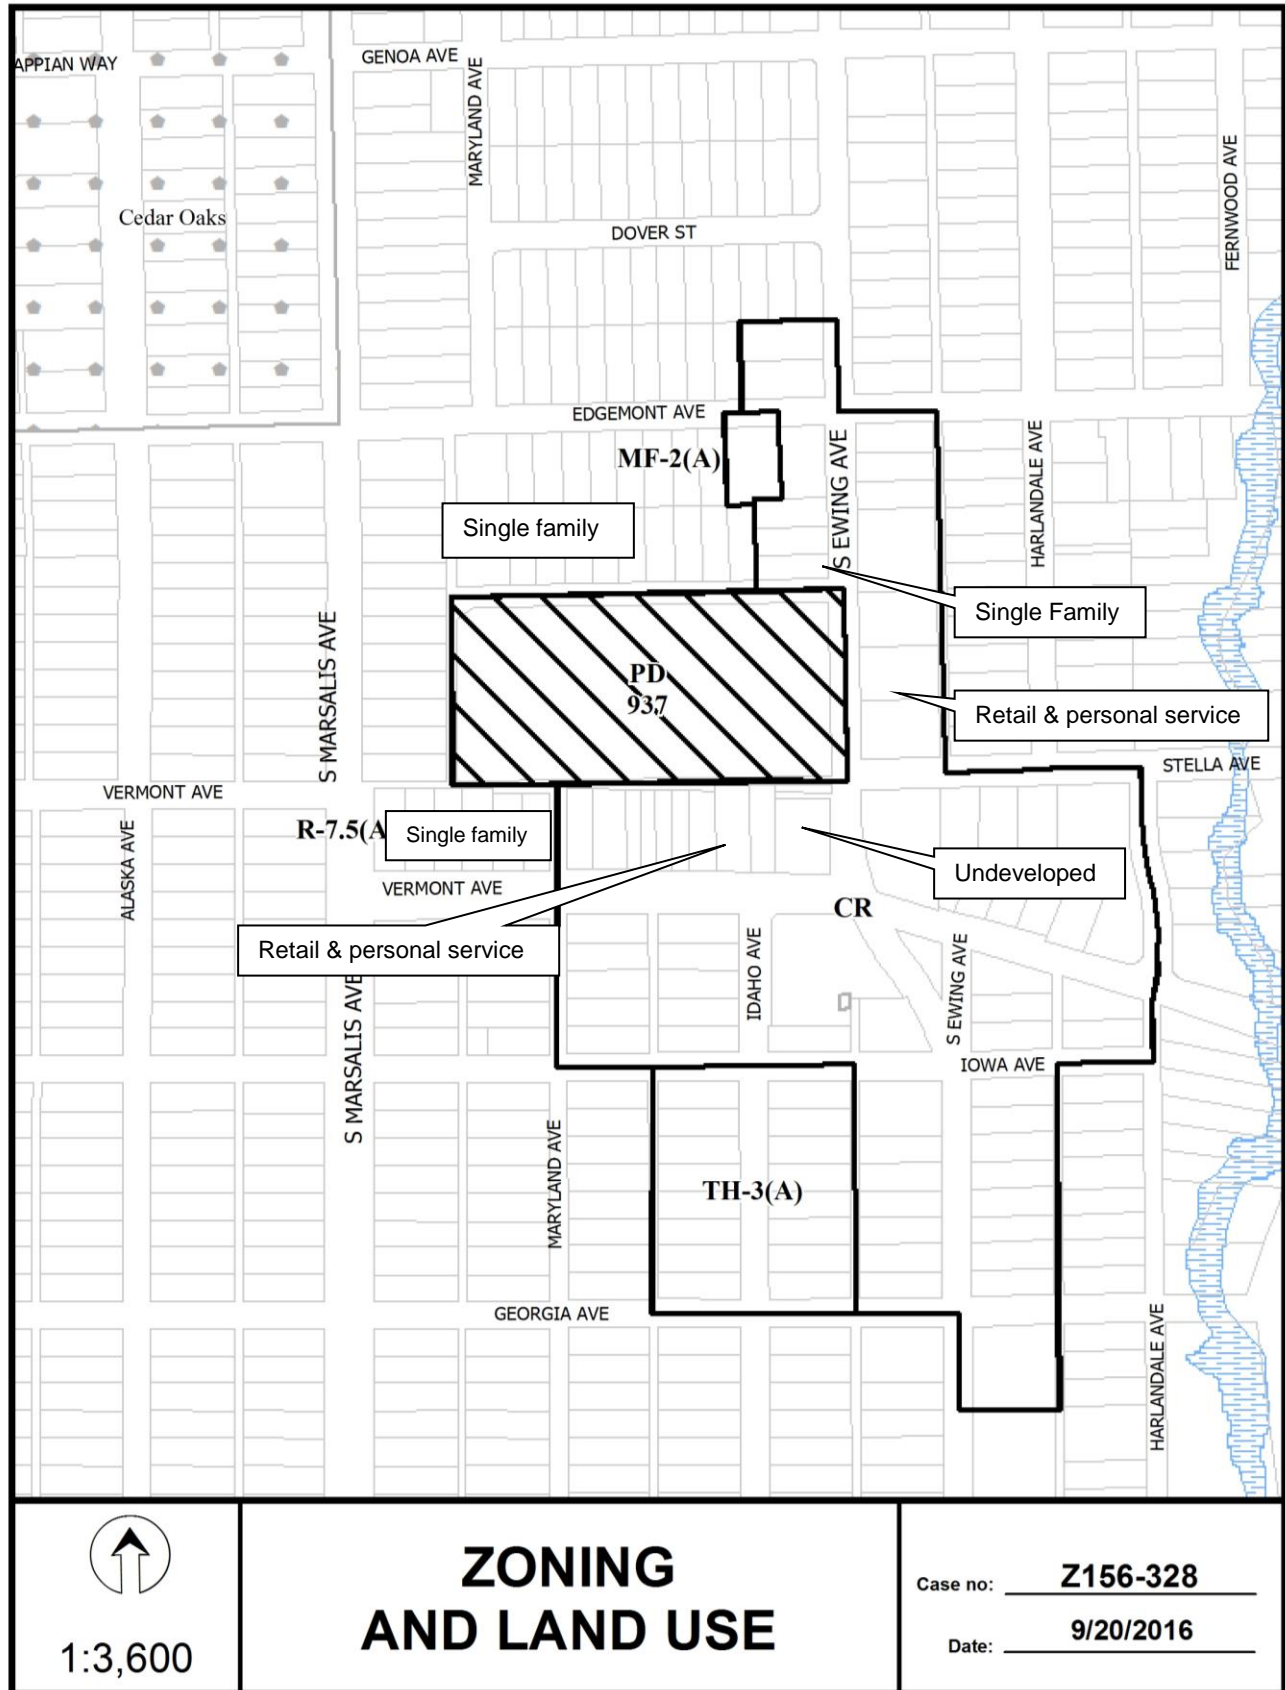 APPIAN WAY
GENOA AVE
MARYLAND AVE
FERNWOOD AVE
Cedar Oaks
DOVER ST
EDGEMONT AVE
MF-2(A)
S EWING AVE
HARLANDALE AVE
Single family
Single Family
S MARSALIS AVE
PD
937
Retail & personal service
STELLA AVE
VERMONT AVE
R-7.5(A
Single family
ALASKA AVE
Undeveloped
VERMONT AVE
CR
Retail & personal service
IDAHO AVE
S EWING AVE
S MARSALIS AVE
IOWA AVE
MARYLAND AVE
TH-3(A)
GEORGIA AVE
HARLANDALE AVE
1:3,600
ZONING
AND LAND USE
Case no: Z156-328
Date: 9/20/2016